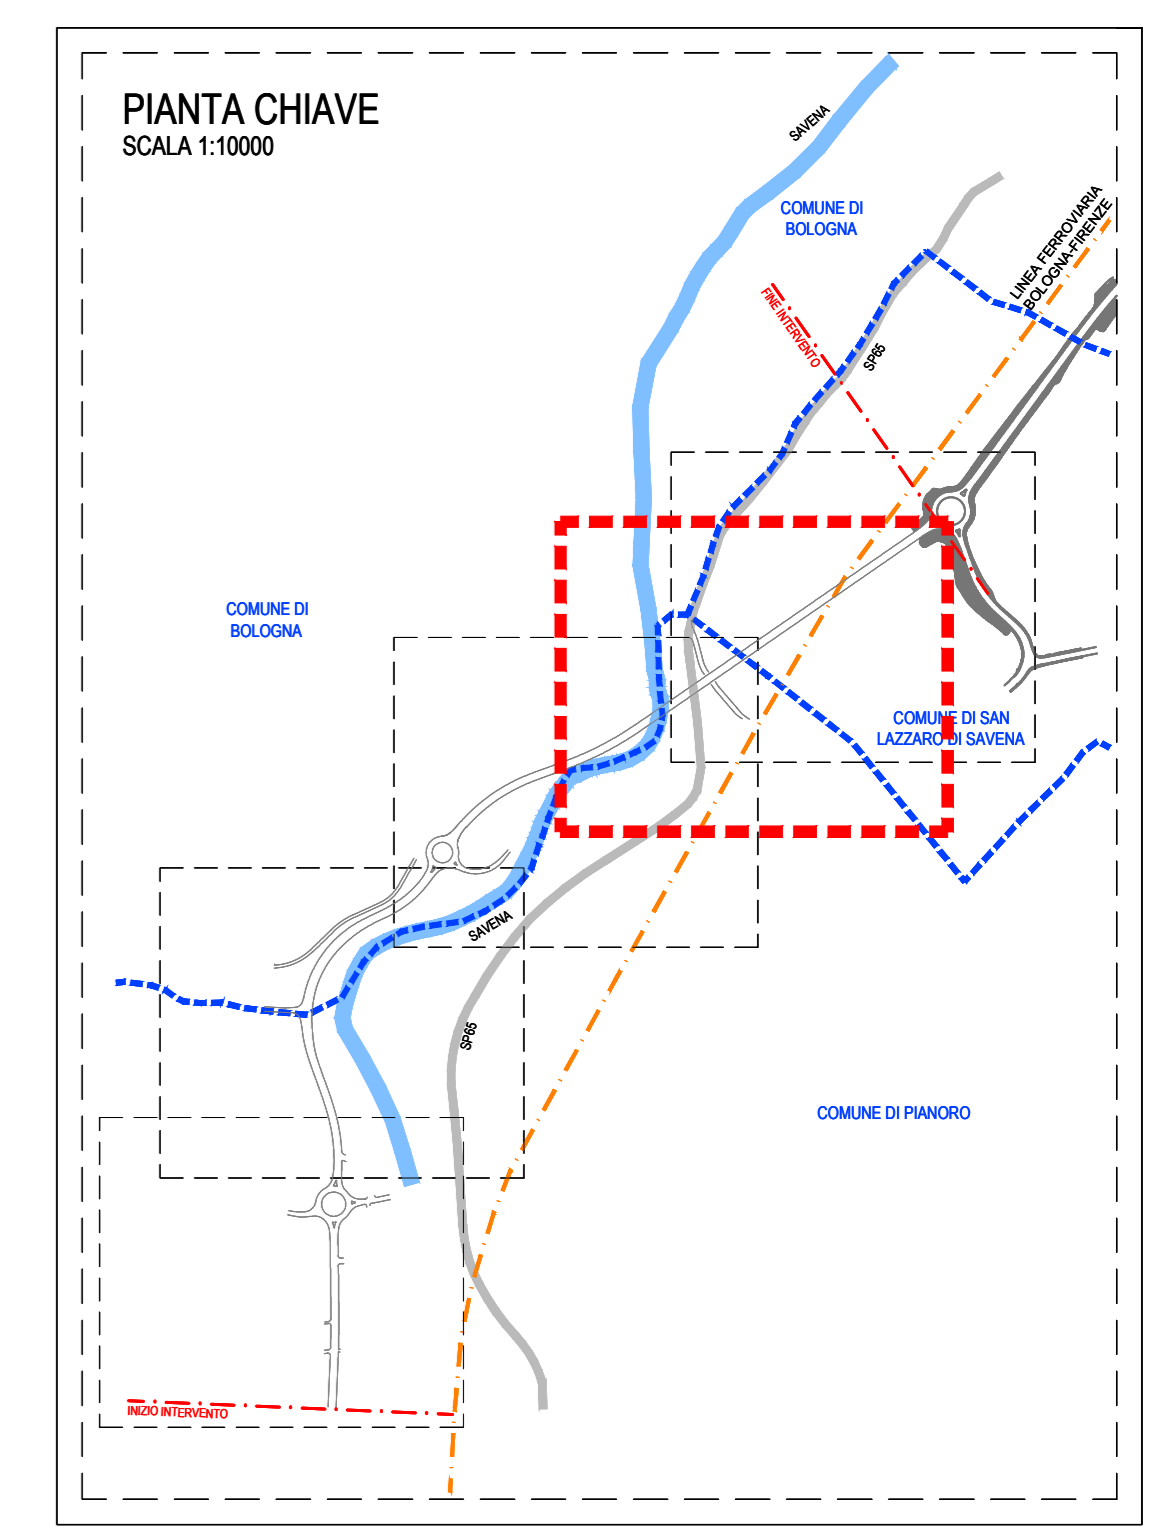 PIANTA CHIAVE
SCALA 1:10000
SAVENA
COMUNE DI
BOLOGNA
LINEA FERROVIARIA
BOLOGNA-FIRENZE
FINE INTERVENTO
SP65
COMUNE DI
BOLOGNA
COMUNE DI SAN
LAZZARO DI SAVENA
SAVENA
SP65
COMUNE DI PIANORO
INIZIO INTERVENTO